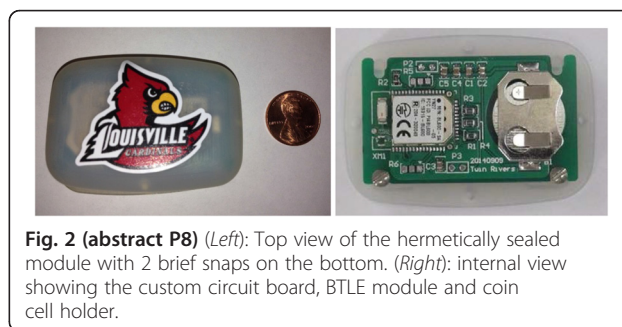 LOUISVILLE
CARDINALS
P2
R5
R2
C5 C4 C1 C2
R3
XM1
R1 R4
R6
C3
P3
20140909
Twin Rivers
Fig. 2 (abstract P8) (Left): Top view of the hermetically sealed
module with 2 brief snaps on the bottom. (Right): internal view
showing the custom circuit board, BTLE module and coin
cell holder.